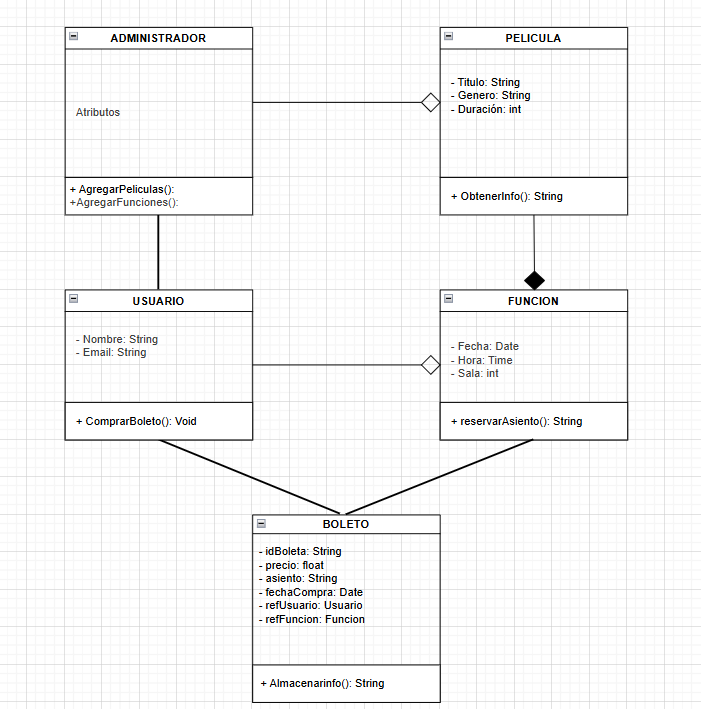 ADMINISTRADOR
Atributos
+ AgregarPeliculas():
+AgregarFunciones():
PELICULA
- Titulo: String
- Genero: String
- Duración: int
+ ObtenerInfo(): String
USUARIO
- Nombre: String
- Email: String
+ ComprarBoleto(): Void
FUNCION
- Fecha: Date
- Hora: Time
- Sala: int
+ reservarAsiento(): String
BOLETO
- idBoleta: String
- precio: float
- asiento: String
- fechaCompra: Date
- refUsuario: Usuario
- refFuncion: Funcion
+ Almacenarinfo(): String